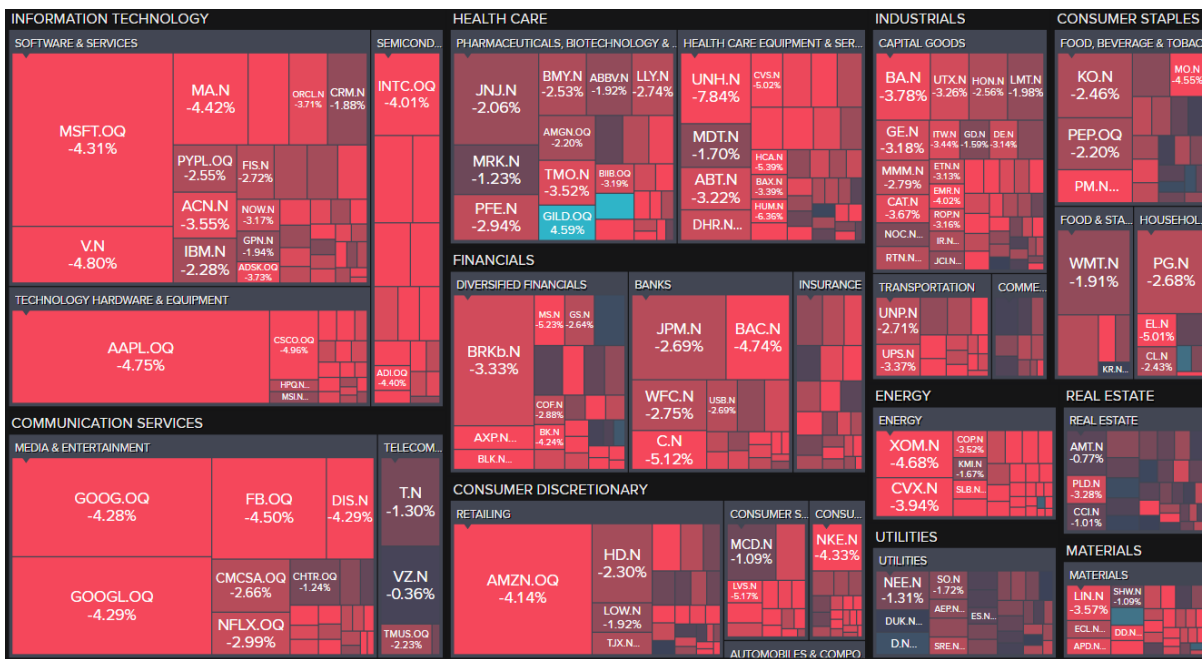 INFORMATION TECHNOLOGY
SOFTWARE & SERVICES
MSFT.OQ
-4.31%
V.N
-4.80%
MA.N
-4.42%
ORCL.N
-3.71%
CRM.N
-1.88%
PYPL.OQ
-2.55%
FIS.N
-2.72%
ACN.N
-3.55%
NOW.N
-3.17%
IBM.N
-2.28%
GPN.N
-1.94%
ADSK.OQ
-3.73%
SEMICOND...
INTC.OQ
-4.01%
ADI.OQ
-4.40%
TECHNOLOGY HARDWARE & EQUIPMENT
AAPL.OQ
-4.75%
CSCO.OQ
-4.96%
HPQ.N...
MSI.N...
COMMUNICATION SERVICES
MEDIA & ENTERTAINMENT
GOOG.OQ
-4.28%
GOOGL.OQ
-4.29%
FB.OQ
-4.50%
DIS.N
-4.29%
CMCSA.OQ
-2.66%
CHTR.OQ
-1.24%
NFLX.OQ
-2.99%
TELECOM...
T.N
-1.30%
VZ.N
-0.36%
TMUS.OQ
-2.23%
HEALTH CARE
PHARMACEUTICALS, BIOTECHNOLOGY & ...
JNJ.N
-2.06%
MRK.N
-1.23%
PFE.N
-2.94%
BMY.N
-2.53%
ABBV.N
-1.92%
LLY.N
-2.74%
AMGN.OQ
-2.20%
TMO.N
-3.52%
BIIB.OQ
-3.19%
GILD.OQ
4.59%
HEALTH CARE EQUIPMENT & SER...
UNH.N
-7.84%
MDT.N
-1.70%
ABT.N
-3.22%
DHR.N...
CVS.N
-5.02%
HCA.N
-5.39%
BAX.N
-3.39%
HUM.N
-6.36%
FINANCIALS
DIVERSIFIED FINANCIALS
BRKb.N
-3.33%
AXP.N...
BLK.N...
MS.N
-5.23%
GS.N
-2.64%
COF.N
-2.88%
BK.N
-4.24%
BANKS
JPM.N
-2.69%
BAC.N
-4.74%
WFC.N
-2.75%
USB.N
-2.69%
C.N
-5.12%
INSURANCE
CONSUMER DISCRETIONARY
RETAILING
AMZN.OQ
-4.14%
HD.N
-2.30%
LOW.N
-1.92%
TJX.N...
CONSUMER S...
MCD.N
-1.09%
LVS.N
-5.17%
CONSU...
NKE.N
-4.33%
AUTOMOBILES & COMPO
INDUSTRIALS
CAPITAL GOODS
BA.N
-3.78%
UTX.N
-3.26%
HON.N
-2.56%
LMT.N
-1.98%
GE.N
-3.18%
ITW.N
-3.44%
GD.N
-1.59%
DE.N
-3.14%
MMM.N
-2.79%
ETN.N
-3.13%
CAT.N
-3.67%
EMR.N
-4.02%
ROP.N
-3.16%
NOC.N...
IR.N...
RTN.N...
JCI.N...
TRANSPORTATION
UNP.N
-2.71%
UPS.N
-3.37%
COMME...
ENERGY
ENERGY
XOM.N
-4.68%
CVX.N
-3.94%
COP.N
-3.52%
KMI.N
-1.67%
SLB.N...
UTILITIES
UTILITIES
NEE.N
-1.31%
DUK.N...
D.N...
SO.N
-1.72%
AEP.N...
SRE.N...
ES.N...
CONSUMER STAPLES
FOOD, BEVERAGE & TOBAC
KO.N
-2.46%
MO.N
-4.55%
PEP.OQ
-2.20%
PM.N...
FOOD & STA...
WMT.N
-1.91%
KR.N...
HOUSEHOL...
PG.N
-2.68%
EL.N
-5.01%
CL.N
-2.43%
REAL ESTATE
REAL ESTATE
AMT.N
-0.77%
PLD.N
-3.28%
CCI.N
-1.01%
MATERIALS
MATERIALS
LIN.N
-3.57%
SHW.N
-1.09%
ECL.N...
DD.N...
APD.N...